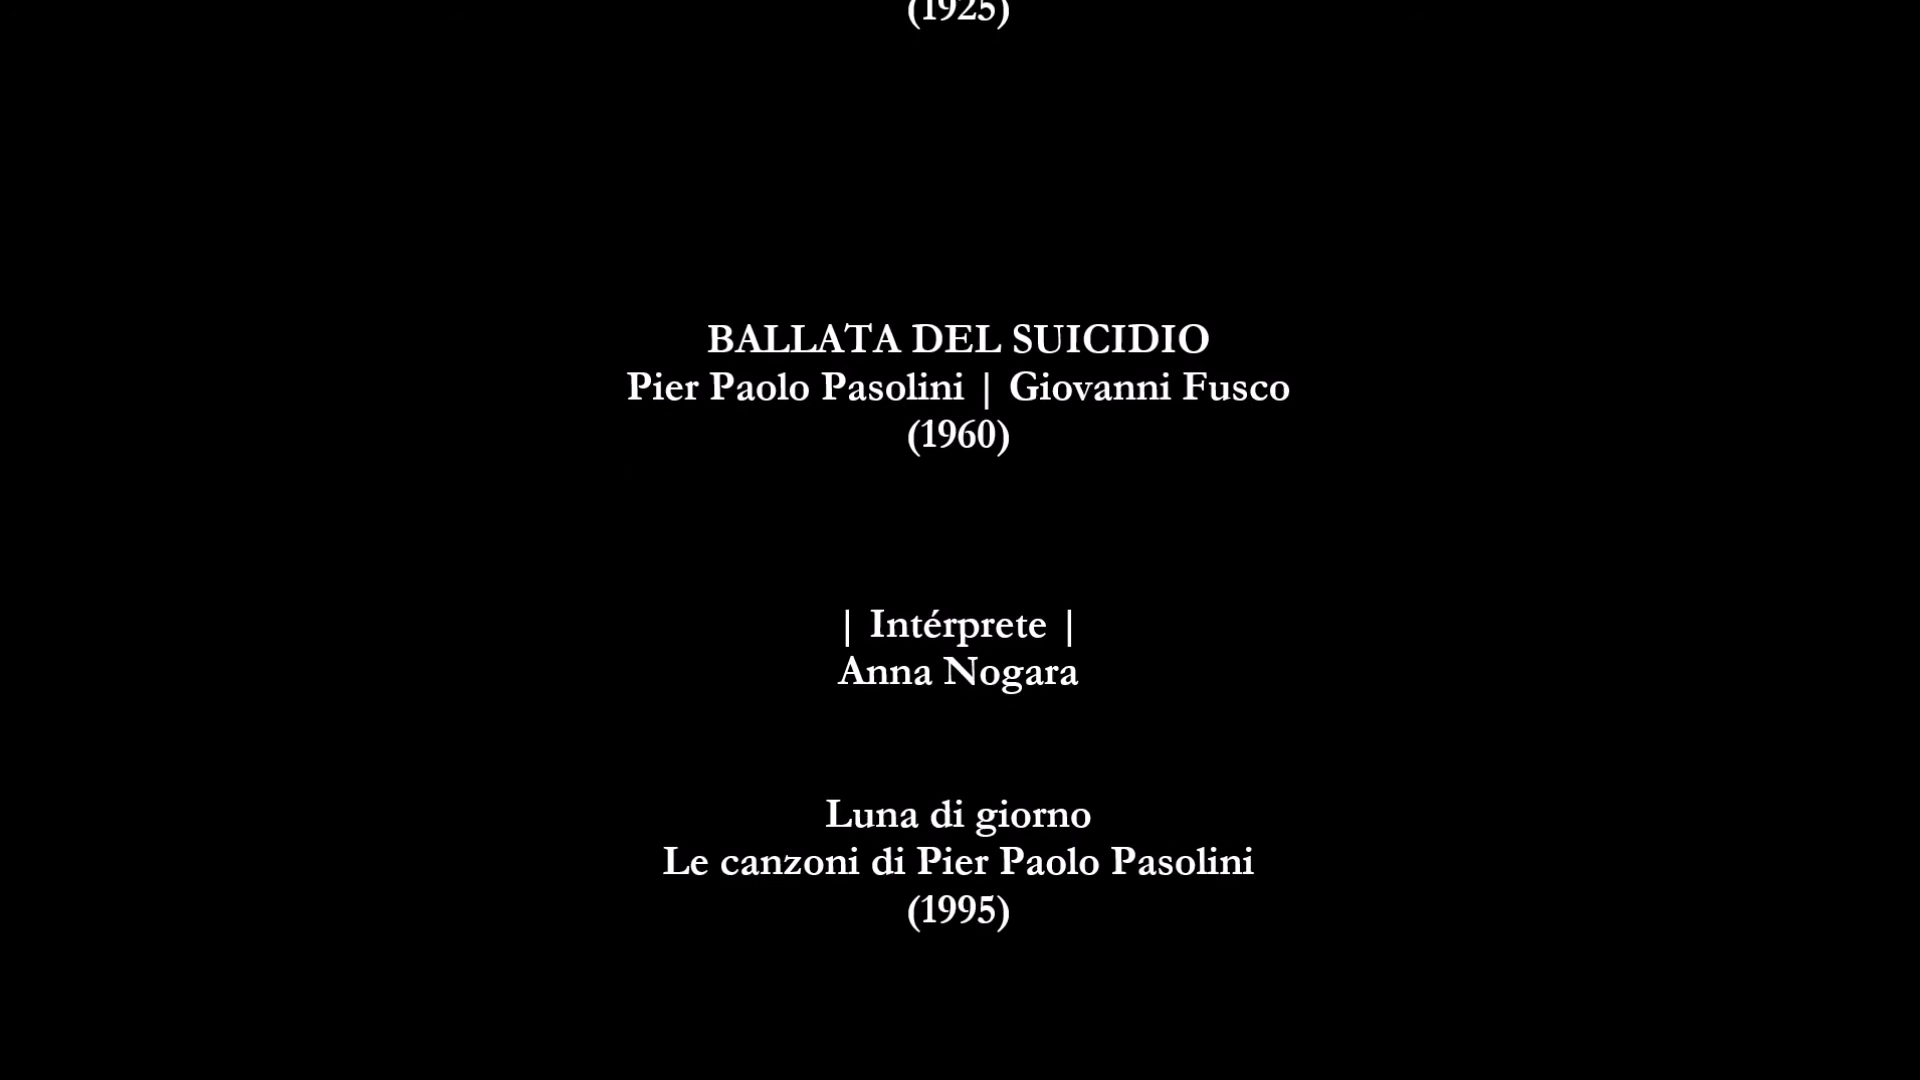 (1925)
BALLATA DEL SUICIDIO
Pier Paolo Pasolini | Giovanni Fusco
(1960)
| Intérprete |
Anna Nogara
Luna di giorno
Le canzoni di Pier Paolo Pasolini
(1995)